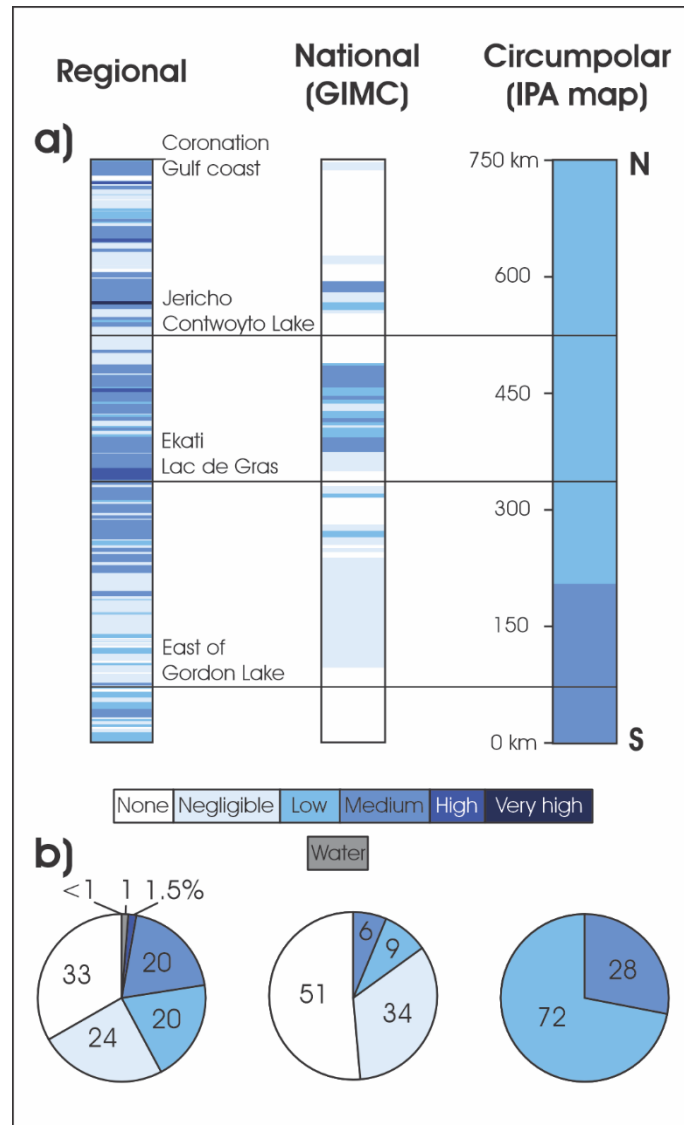 Regional
National
(GIMC)
Circumpolar
(IPA map)
a)
Coronation
Gulf coast
Jericho
Contwoyto Lake
Ekati
Lac de Gras
East of
Gordon Lake
750 km
N
600
450
300
150
0 km
S
None Negligible Low Medium High Very high
Water
b)
<1 1 1.5%
33
20
20
24
6
9
34
51
28
72